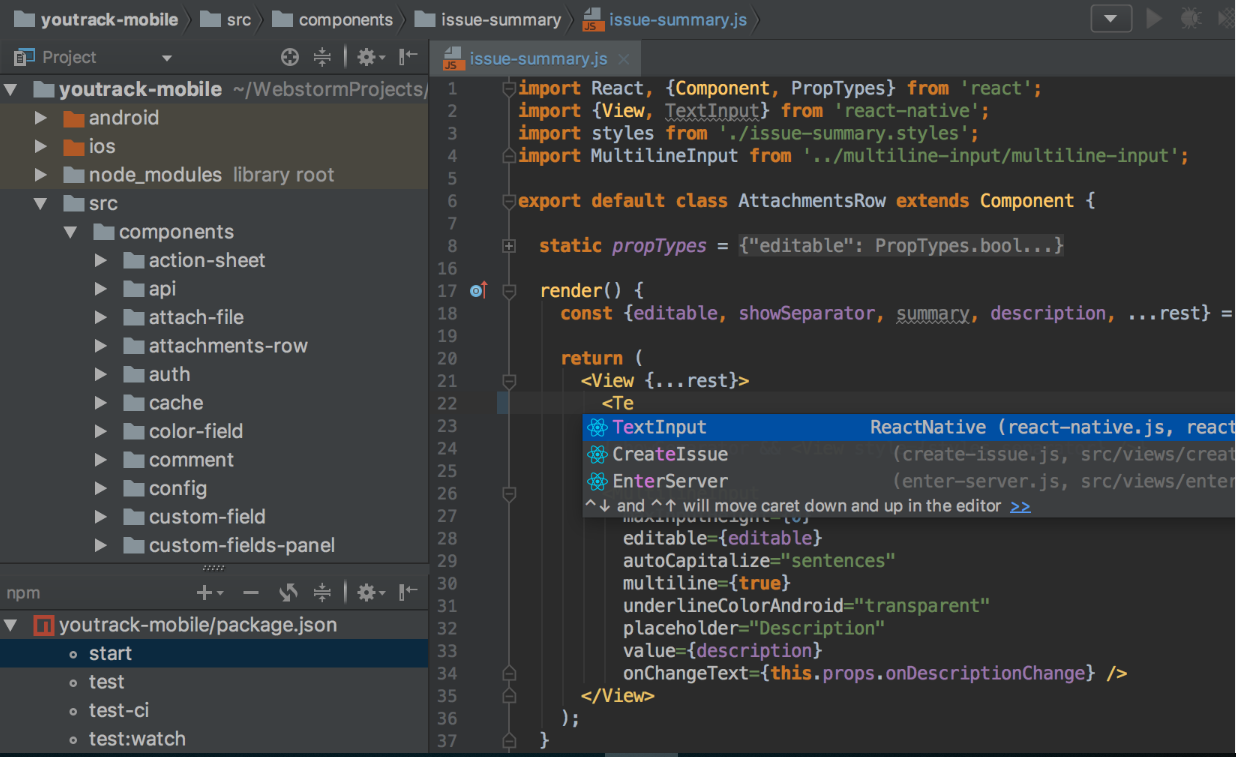 youtrack-mobile src components issue-summary issue-summary.js
Project
issue-summary.js
youtrack-mobile ~/WebstormProjects/
android
ios
node_modules library root
src
components
action-sheet
api
attach-file
attachments-row
auth
cache
color-field
comment
config
custom-field
custom-fields-panel
npm
youtrack-mobile/package.json
start
test
test-ci
test:watch
1 import React, {Component, PropTypes} from 'react';
2 import {View, TextInput} from 'react-native';
3 import styles from './issue-summary.styles';
4 import MultilineInput from '../multiline-input/multiline-input';
5
6 export default class AttachmentsRow extends Component {
7
8 static propTypes = {"editable": PropTypes.bool...}
16
17 render() {
18 const {editable, showSeparator, summary, description, ...rest} =
19
20 return (
21 <View {...rest}>
22 <Te
23 TextInput ReactNative (react-native.js, react
24 CreateIssue (create-issue.js, src/views/creat
25 EnterServer (enter-server.js, src/views/enter
26 ^↓ and ^↑ will move caret down and up in the editor >>
27 maxInputHeight={0}
28 editable={editable}
29 autoCapitalize="sentences"
30 multiline={true}
31 underlineColorAndroid="transparent"
32 placeholder="Description"
33 value={description}
34 onChangeText={this.props.onDescriptionChange} />
35 </View>
36 );
37 }